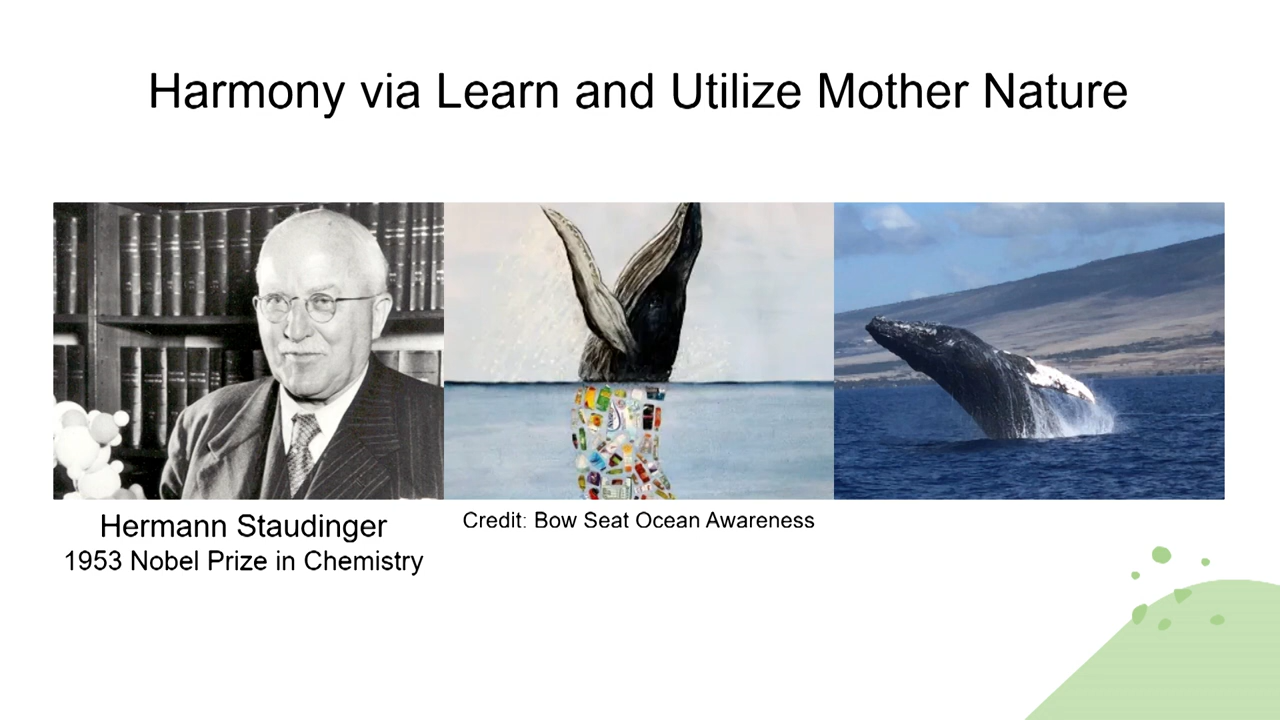 Harmony via Learn and Utilize Mother Nature
Hermann Staudinger
1953 Nobel Prize in Chemistry
Credit: Bow Seat Ocean Awareness